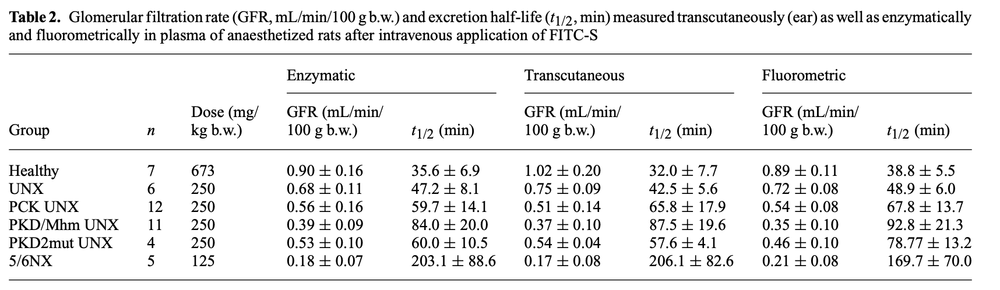 Table 2. Glomerular filtration rate (GFR, mL/min/100 g b.w.) and excretion half-life (t1/2, min) measured transcutaneously (ear) as well as enzymatically
and fluorometrically in plasma of anaesthetized rats after intravenous application of FITC-S
Enzymatic Transcutaneous Fluorometric
Dose (mg/ GFR (mL/min/ GFR (mL/min/ GFR (mL/min/
Group n kg b.w.) 100 g b.w.) t1/2 (min) 100 g b.w.) t1/2 (min) 100 g b.w.) t1/2 (min)
Healthy 7 673 0.90 ± 0.16 35.6 ± 6.9 1.02 ± 0.20 32.0 ± 7.7 0.89 ± 0.11 38.8 ± 5.5
UNX 6 250 0.68 ± 0.11 47.2 ± 8.1 0.75 ± 0.09 42.5 ± 5.6 0.72 ± 0.08 48.9 ± 6.0
PCK UNX 12 250 0.56 ± 0.16 59.7 ± 14.1 0.51 ± 0.14 65.8 ± 17.9 0.54 ± 0.08 67.8 ± 13.7
PKD/Mhm UNX 11 250 0.39 ± 0.09 84.0 ± 20.0 0.37 ± 0.10 87.5 ± 19.6 0.35 ± 0.10 92.8 ± 21.3
PKD2mut UNX 4 250 0.53 ± 0.10 60.0 ± 10.5 0.54 ± 0.04 57.6 ± 4.1 0.46 ± 0.10 78.77 ± 13.2
5/6NX 5 125 0.18 ± 0.07 203.1 ± 88.6 0.17 ± 0.08 206.1 ± 82.6 0.21 ± 0.08 169.7 ± 70.0